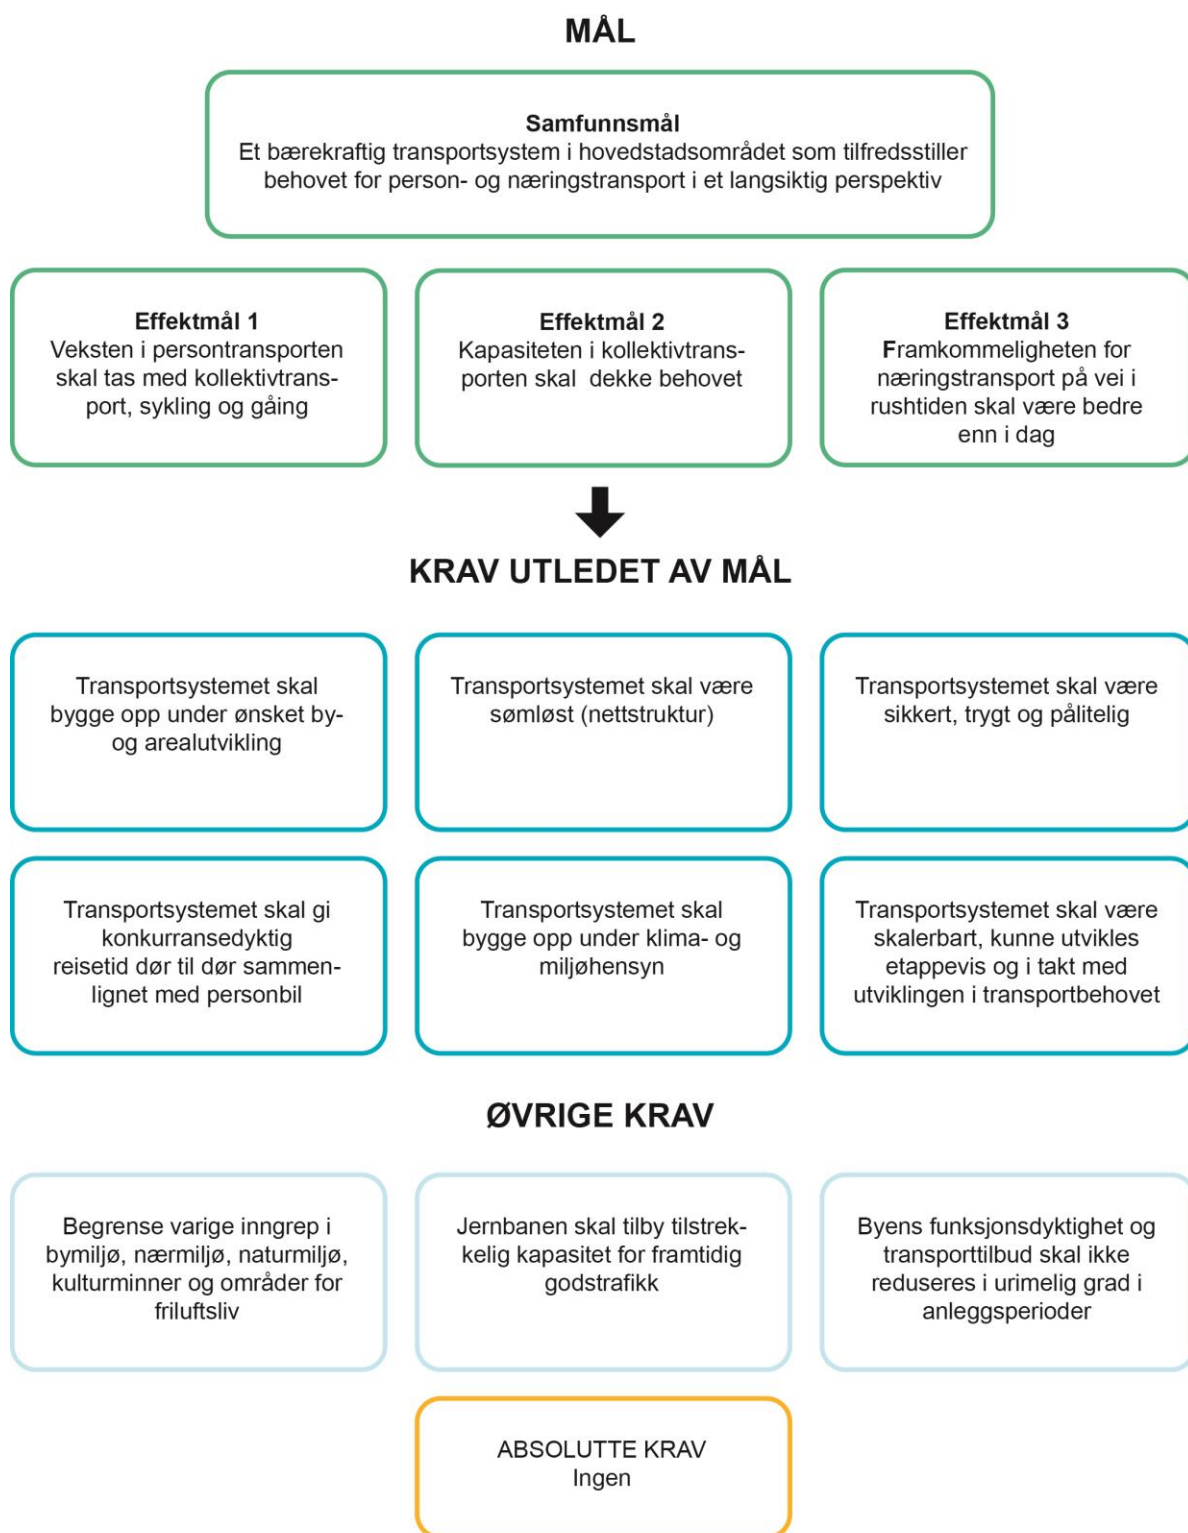 MÅL
Samfunnsmål
Et bærekraftig transportsystem i hovedstadsområdet som tilfredsstiller
behovet for person- og næringstransport i et langsiktig perspektiv
Effektmål 1
Veksten i persontransporten
skal tas med kollektivtrans-
port, sykling og gåing
Effektmål 2
Kapasiteten i kollektivtrans-
porten skal dekke behovet
Effektmål 3
Framkommeligheten for
næringstransport på vei i
rushtiden skal være bedre
enn i dag
KRAV UTLEDET AV MÅL
Transportsystemet skal
bygge opp under ønsket by-
og arealutvikling
Transportsystemet skal være
sømløst (nettstruktur)
Transportsystemet skal være
sikkert, trygt og pålitelig
Transportsystemet skal gi
konkurransedyktig
reisetid dør til dør sammen-
lignet med personbil
Transportsystemet skal
bygge opp under klima- og
miljøhensyn
Transportsystemet skal være
skalerbart, kunne utvikles
etappevis og i takt med
utviklingen i transportbehovet
ØVRIGE KRAV
Begrense varige inngrep i
bymiljø, nærmiljø, naturmiljø,
kulturminner og områder for
friluftsliv
Jernbanen skal tilby tilstrek-
kelig kapasitet for framtidig
godstrafikk
Byens funksjonsdyktighet og
transporttilbud skal ikke
reduseres i urimelig grad i
anleggsperioder
ABSOLUTTE KRAV
Ingen